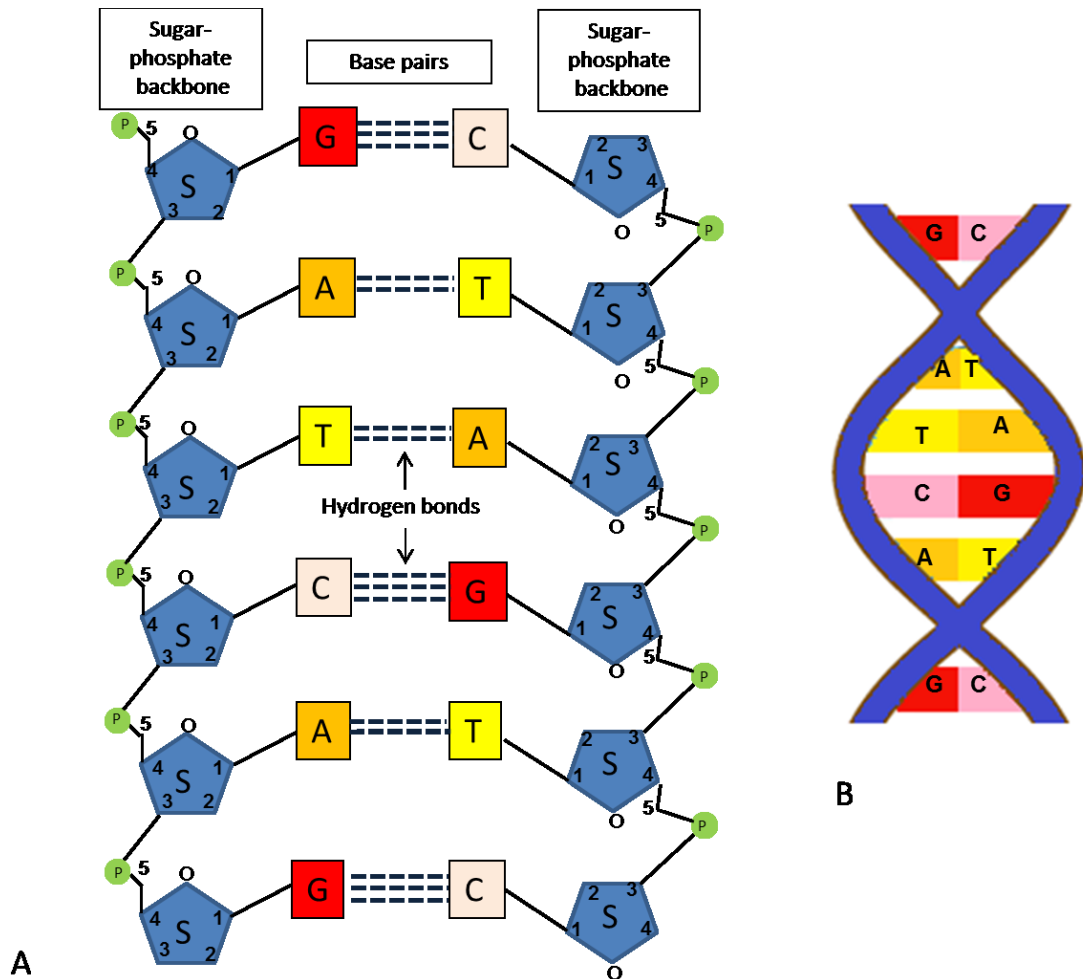 Sugar-
phosphate
backbone
Base pairs
Sugar-
phosphate
backbone
P 5 O G C 2 3
4 S 1 1 S 4
3 2 O 5 P
P 5 O A T 2 3
4 S 1 1 S 4
3 2 O 5 P
P 5 O T A 2 3
4 S 1 1 S 4
3 2 O 5 P
Hydrogen bonds
P 5 O C G 2 3
4 S 1 1 S 4
3 2 O 5 P
P 5 O A T 2 3
4 S 1 1 S 4
3 2 O 5 P
P 5 O G C 2 3
4 S 1 1 S 4
3 2 O
A
G C
A T
T A
C G
A T
G C
B